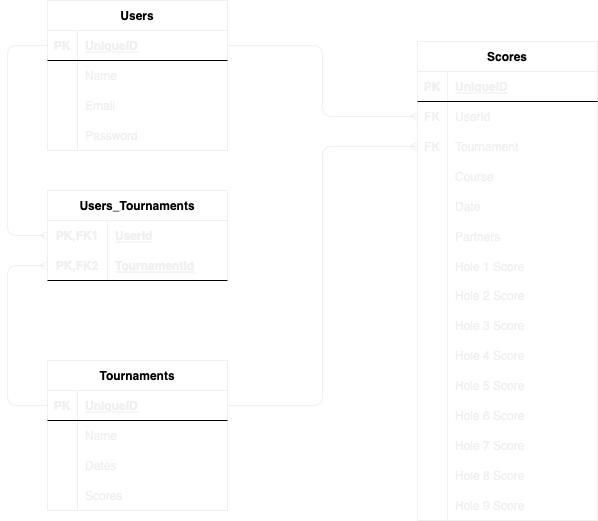 Users
PK UniqueID
Name
Email
Password
Users_Tournaments
PK,FK1 UserId
PK,FK2 TournamentId
Tournaments
PK UniqueID
Name
Dates
Scores
Scores
PK UniqueID
FK UserId
FK Tournament
Course
Date
Partners
Hole 1 Score
Hole 2 Score
Hole 3 Score
Hole 4 Score
Hole 5 Score
Hole 6 Score
Hole 7 Score
Hole 8 Score
Hole 9 Score